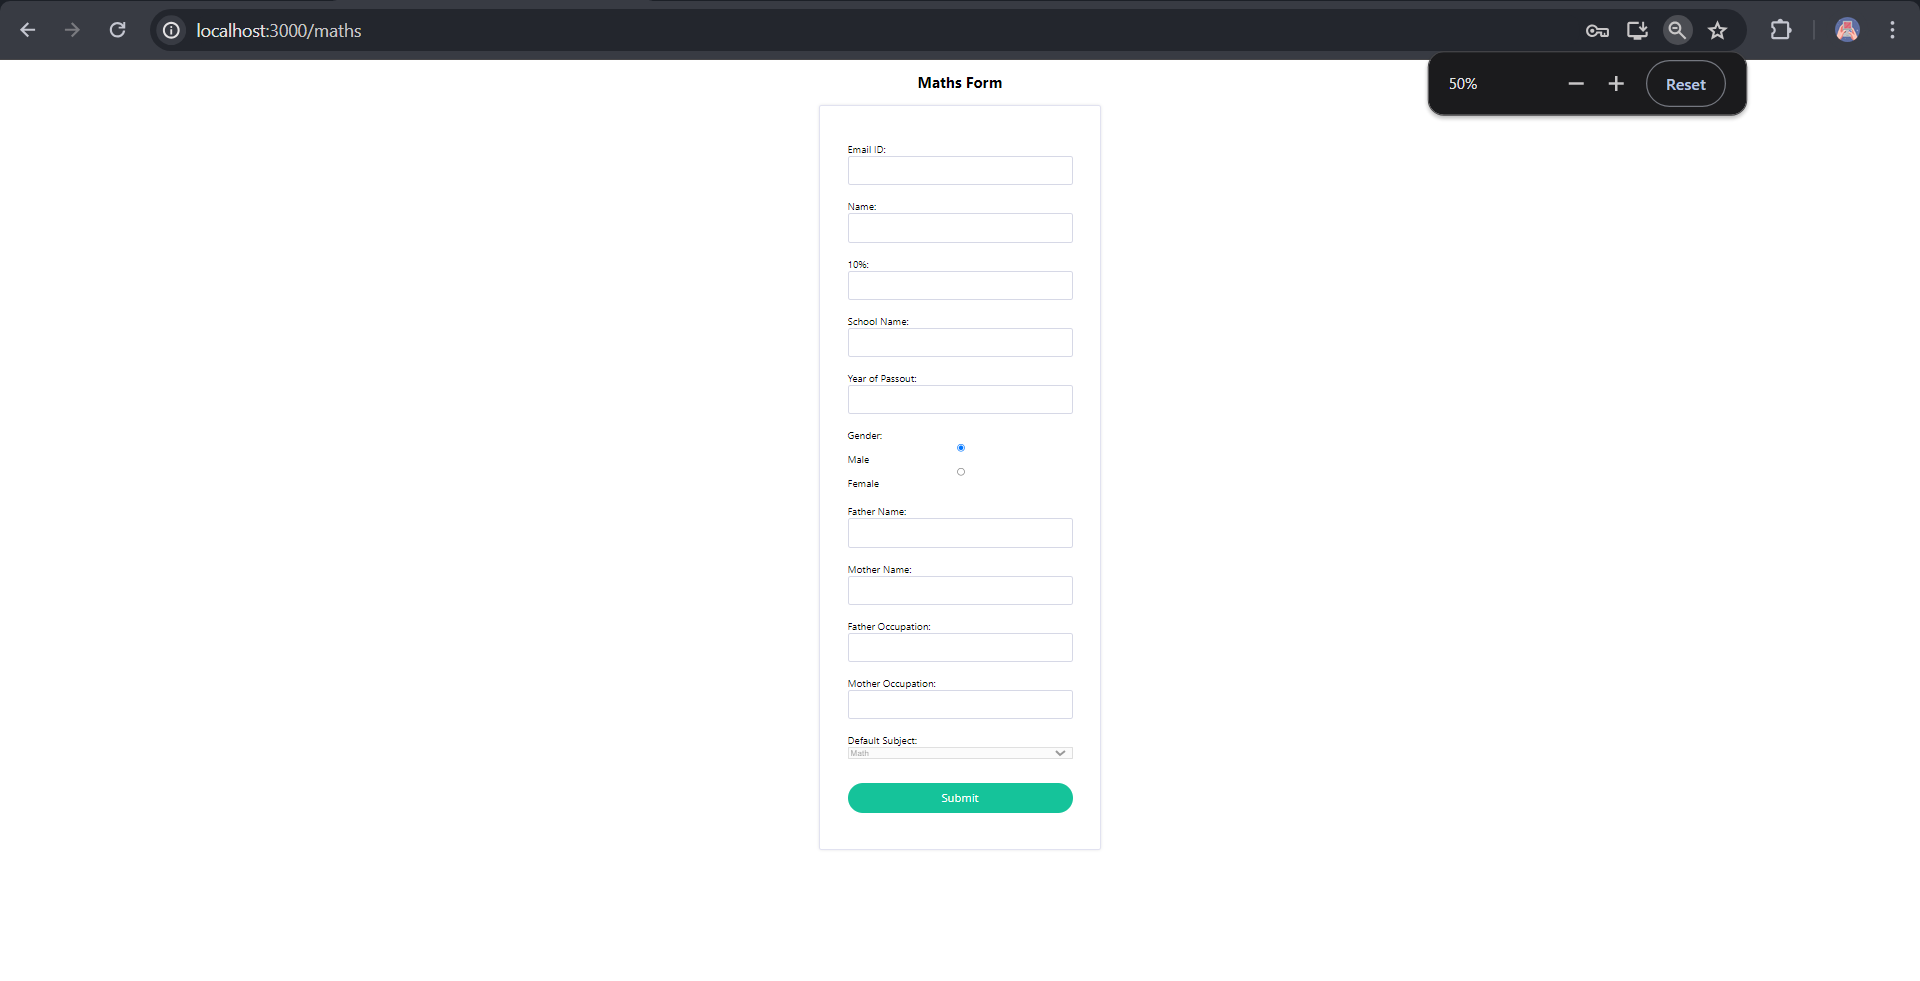 localhost:3000/maths
50%
Reset
Maths Form
Email ID:
Name:
10%:
School Name:
Year of Passout:
Gender:
Male
Female
Father Name:
Mother Name:
Father Occupation:
Mother Occupation:
Default Subject:
Math
Submit